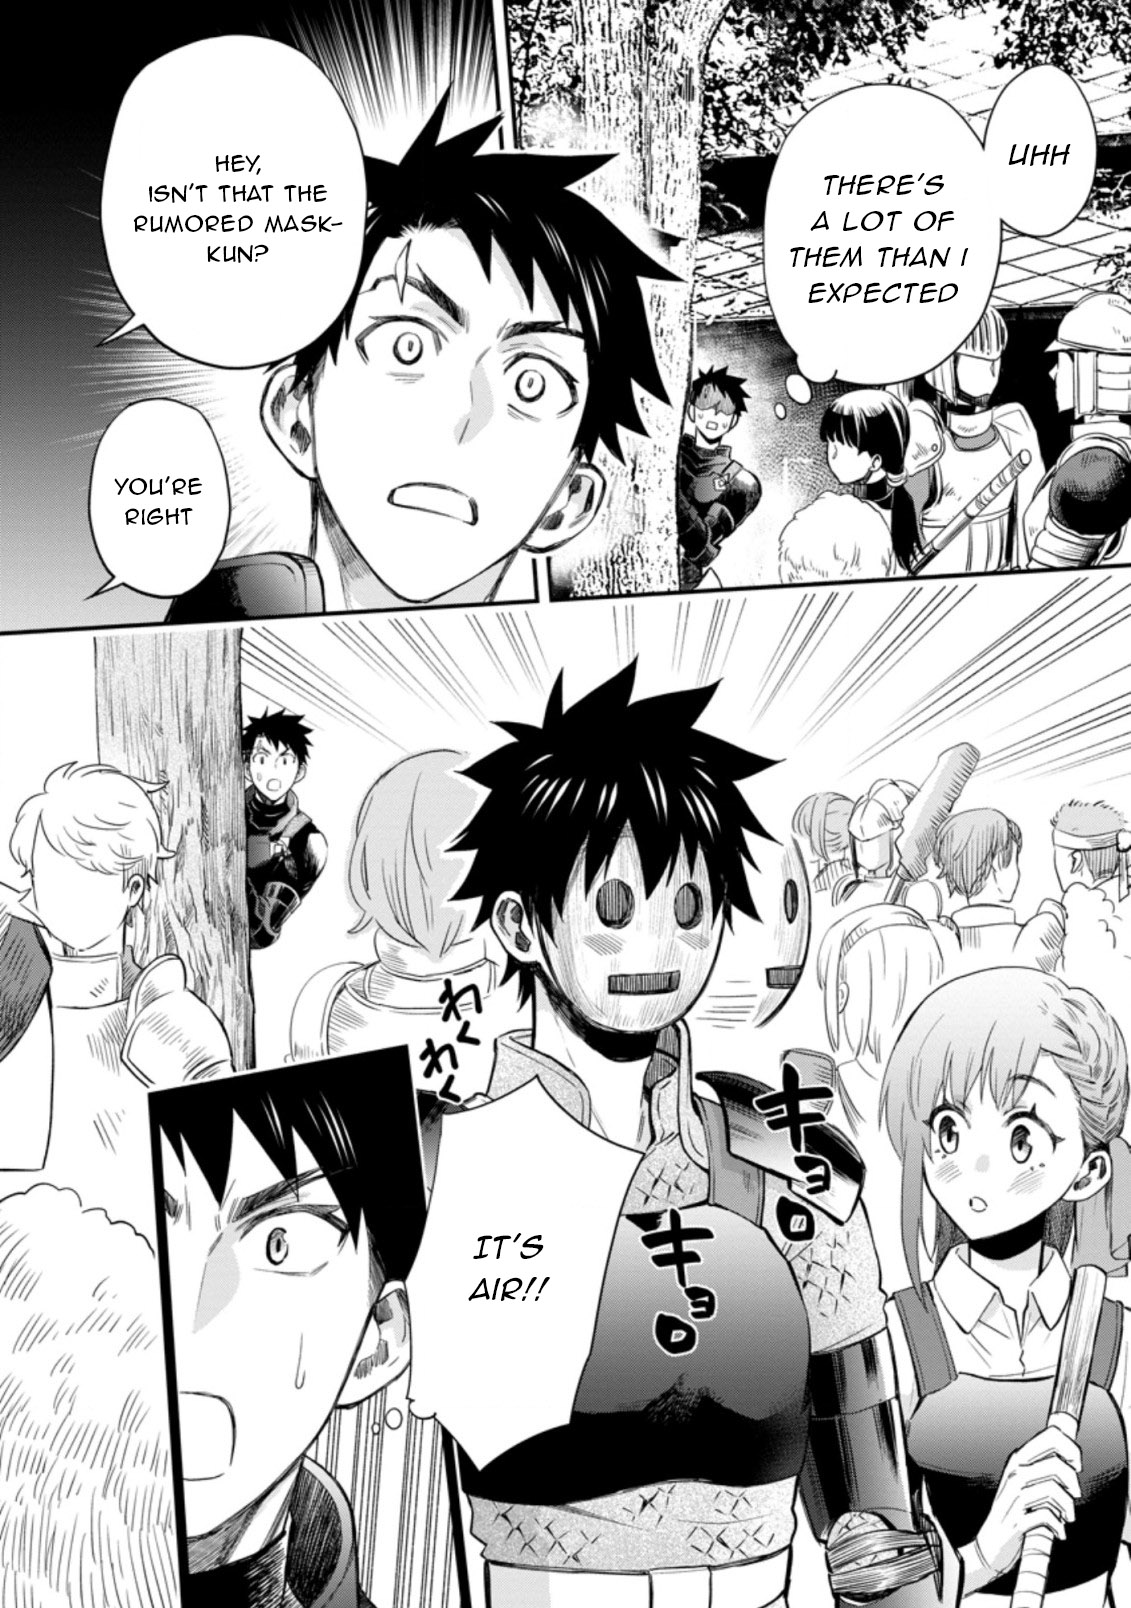 UHH
THERE'S
A LOT OF
THEM THAN I
EXPECTED
HEY,
ISN'T THAT THE
RUMORED MASK-
KUN?
YOU'RE
RIGHT
わく
わく
キョロ
キョロ
IT'S
AIR!!